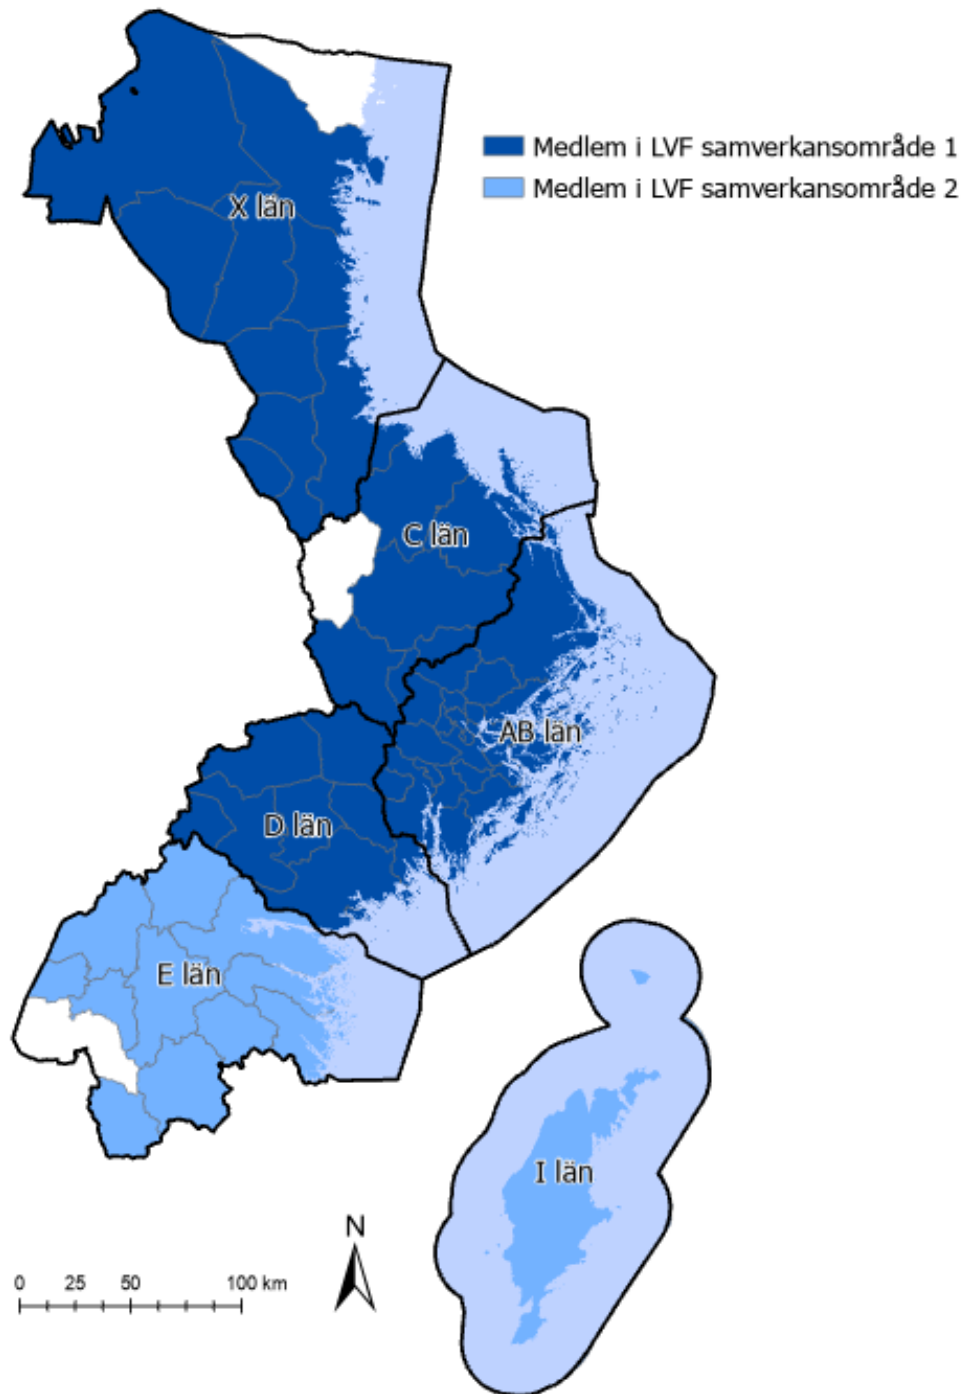 Medlem i LVF samverkansområde 1
Medlem i LVF samverkansområde 2
X län
C län
AB län
D län
E län
I län
N
0 25 50 100 km